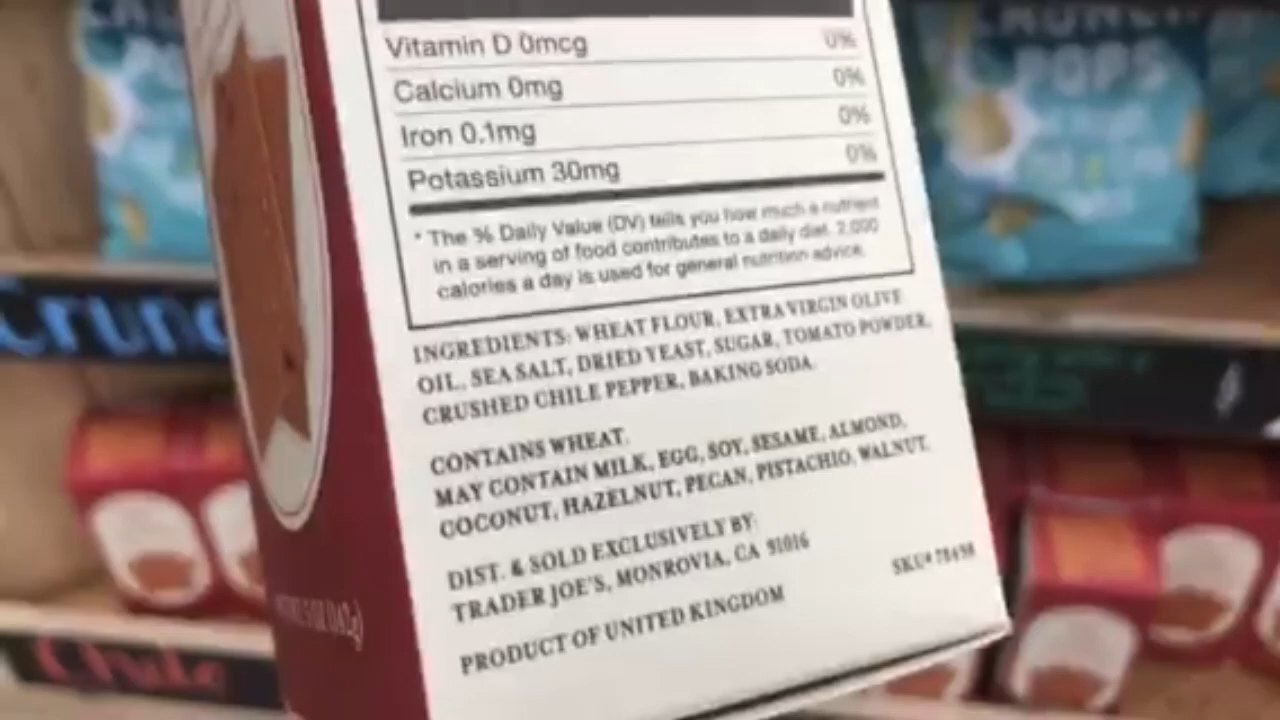 CRUNCH
POPS
Vitamin D 0mcg 0%
Calcium 0mg 0%
Iron 0.1mg 0%
Potassium 30mg 0%
* The % Daily Value (DV) tells you how much a nutrient
in a serving of food contributes to a daily diet. 2,000
calories a day is used for general nutrition advice.
INGREDIENTS: WHEAT FLOUR, EXTRA VIRGIN OLIVE
OIL, SEA SALT, DRIED YEAST, SUGAR, TOMATO POWDER,
CRUSHED CHILE PEPPER, BAKING SODA.
CONTAINS WHEAT.
MAY CONTAIN MILK, EGG, SOY, SESAME, ALMOND,
COCONUT, HAZELNUT, PECAN, PISTACHIO, WALNUT.
DIST. & SOLD EXCLUSIVELY BY:
TRADER JOE'S, MONROVIA, CA 91016
SKU#
PRODUCT OF UNITED KINGDOM
Crunc
Chile